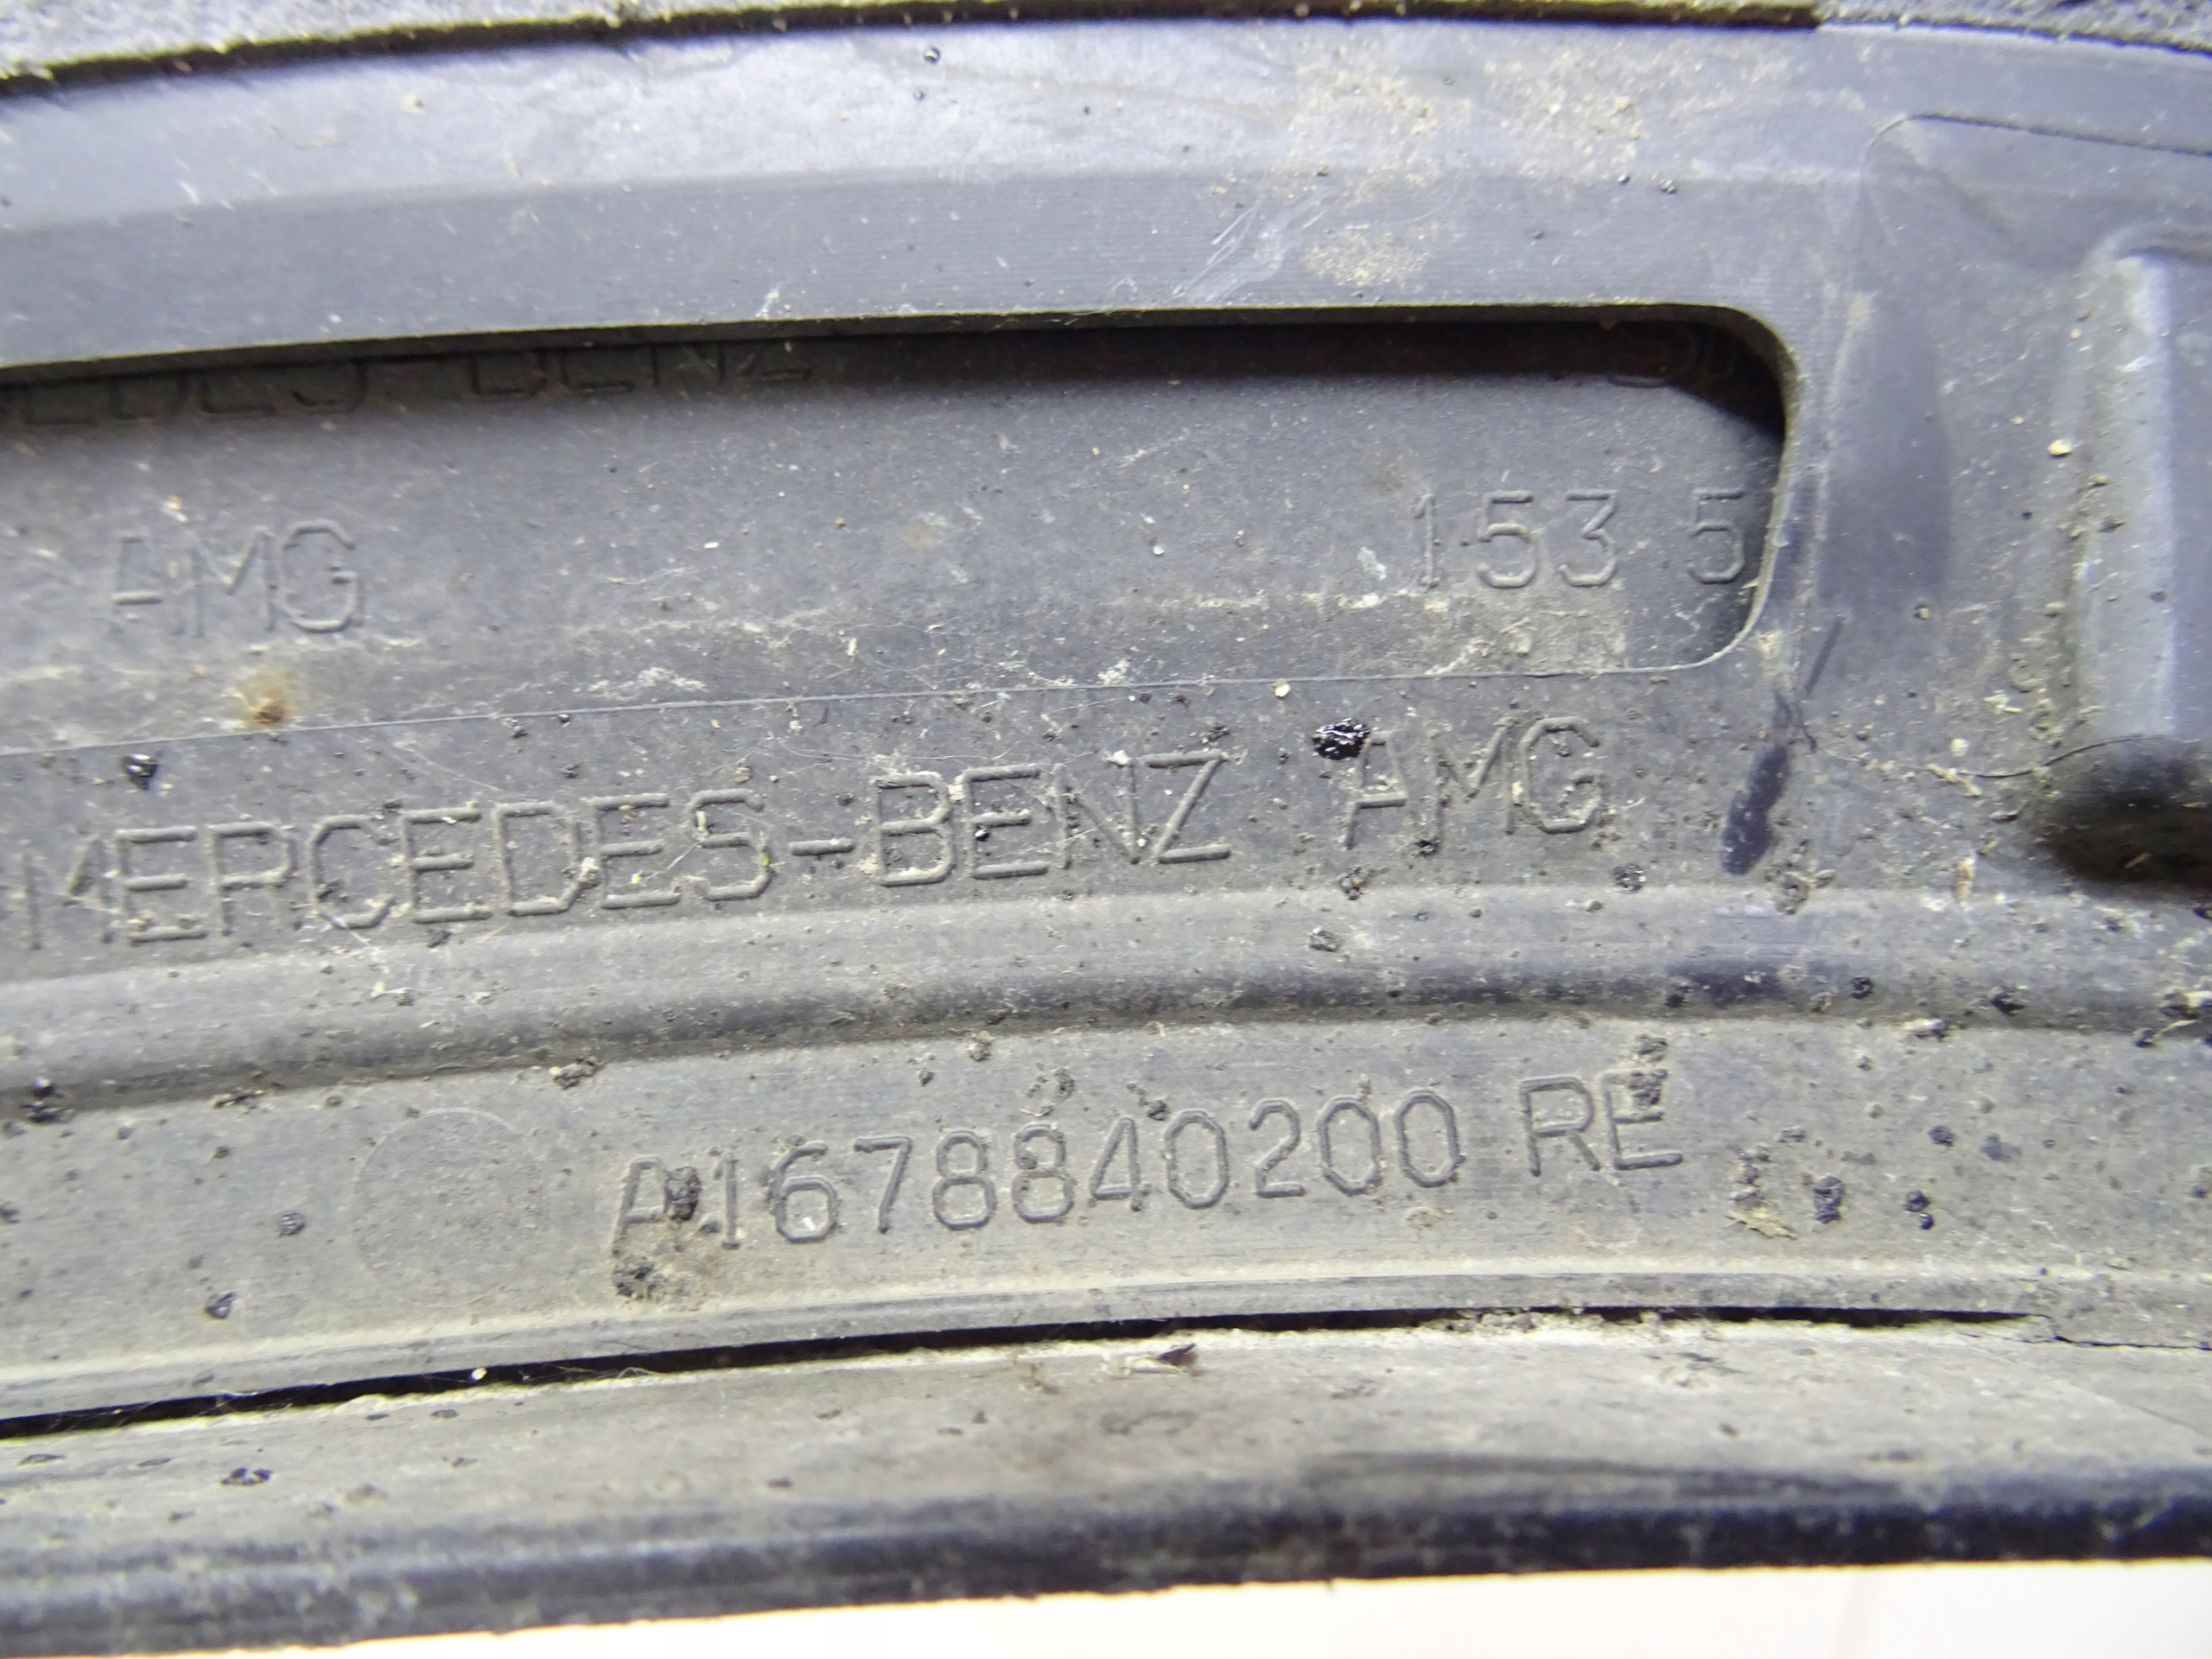 AMG
153 5
MERCEDES-BENZ AMG
A1678840200 RE